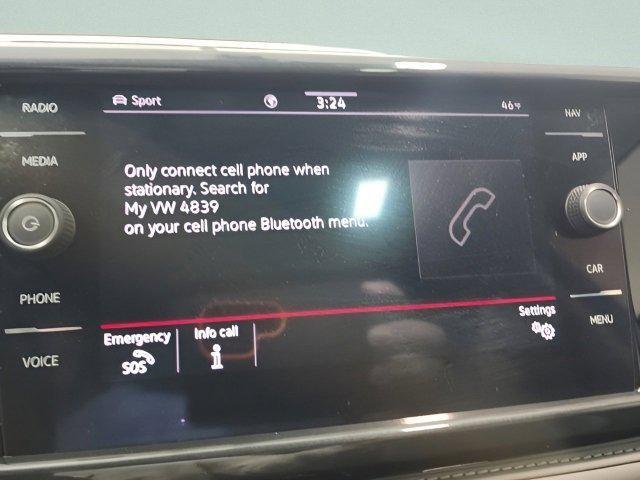 RADIO
MEDIA
PHONE
VOICE
Sport
3:24
46°F
Only connect cell phone when
stationary. Search for
My VW 4839
on your cell phone Bluetooth menu.
Emergency
SOS
Info call
i
Settings
NAV
APP
CAR
MENU